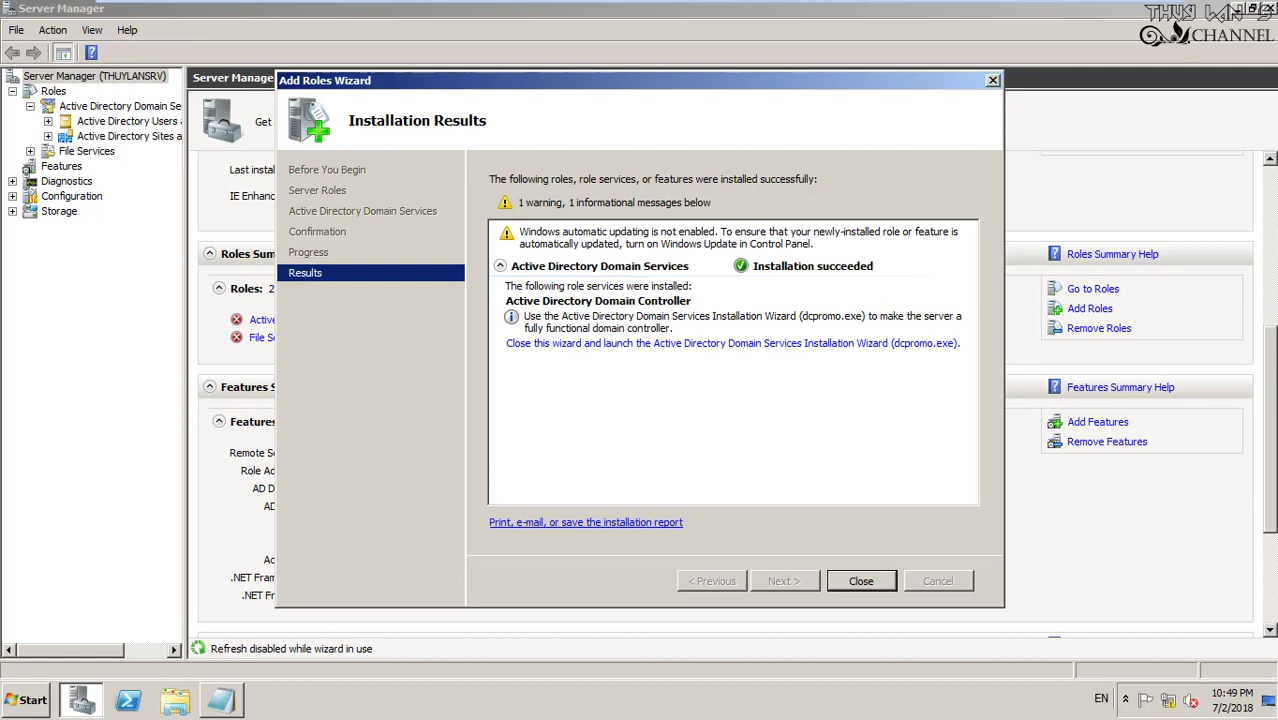 Server Manager
THUY WIN'S
CHANNEL
File Action View Help
Server Manager (THUYLANSRV)
Roles
Active Directory Domain Se
Active Directory Users a
Active Directory Sites a
File Services
Features
Diagnostics
Configuration
Storage
Server Manage
Get
Last instal
IE Enhanc
Roles Sum
Roles: 2
Active
File Se
Features S
Features
Remote Se
Role Ad
AD D
AD
Ac
.NET Fram
.NET Fr
Add Roles Wizard
Installation Results
Before You Begin
Server Roles
Active Directory Domain Services
Confirmation
Progress
Results
The following roles, role services, or features were installed successfully:
1 warning, 1 informational messages below
Windows automatic updating is not enabled. To ensure that your newly-installed role or feature is
automatically updated, turn on Windows Update in Control Panel.
Active Directory Domain Services Installation succeeded
The following role services were installed:
Active Directory Domain Controller
Use the Active Directory Domain Services Installation Wizard (dcpromo.exe) to make the server a
fully functional domain controller.
Close this wizard and launch the Active Directory Domain Services Installation Wizard (dcpromo.exe).
Print, e-mail, or save the installation report
< Previous Next > Close Cancel
Roles Summary Help
Go to Roles
Add Roles
Remove Roles
Features Summary Help
Add Features
Remove Features
Refresh disabled while wizard in use
Start
EN
10:49 PM
7/2/2018